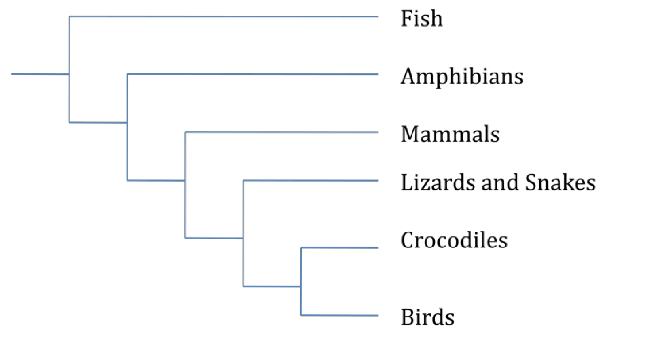 Fish
Amphibians
Mammals
Lizards and Snakes
Crocodiles
Birds